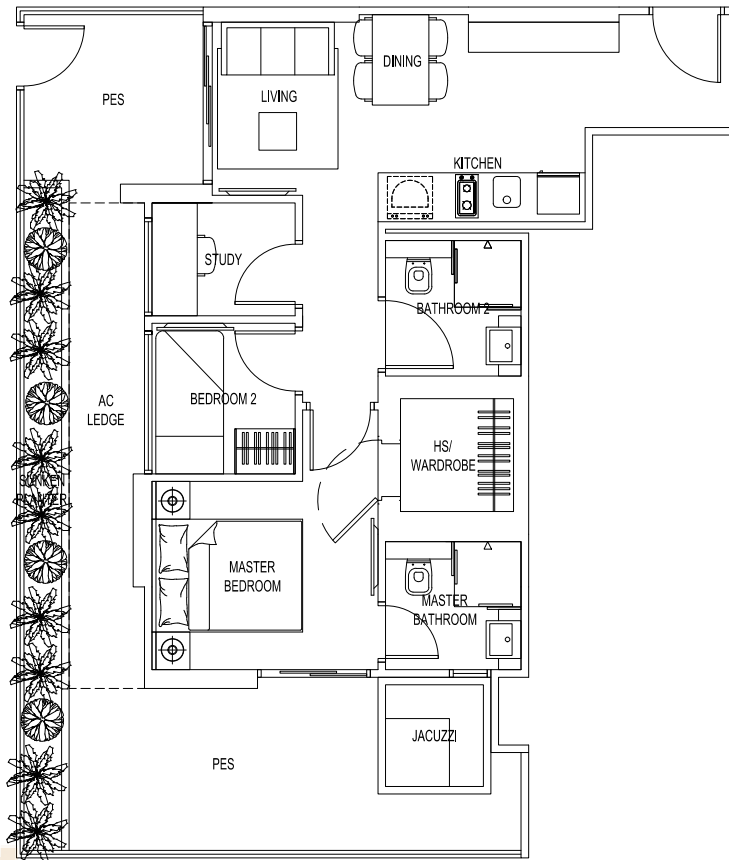 DINING
PES
LIVING
KITCHEN
STUDY
BATHROOM 2
AC
LEDGE
BEDROOM 2
HS/
WARDROBE
SUNKEN
PLANTER
MASTER
BEDROOM
MASTER
BATHROOM
JACUZZI
PES